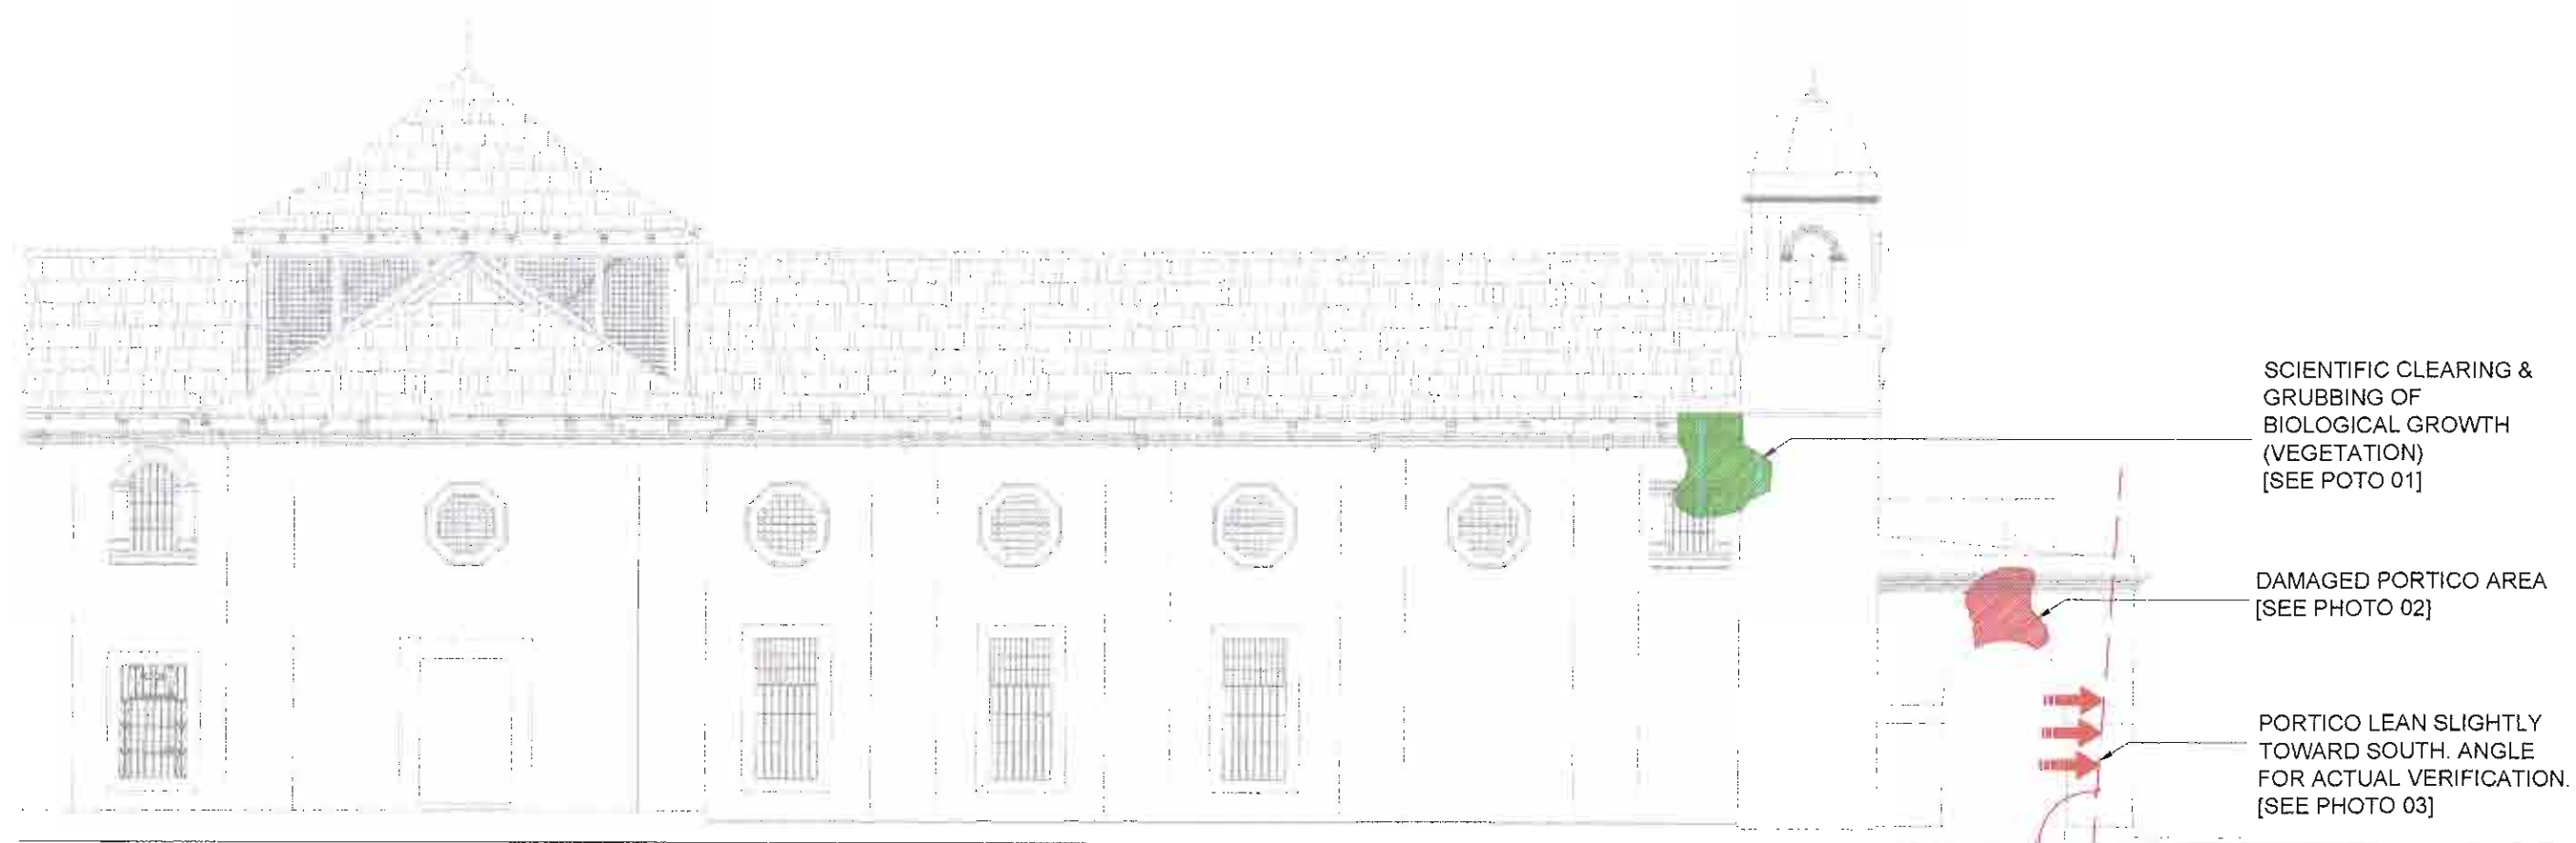 SCIENTIFIC CLEARING &
GRUBBING OF
BIOLOGICAL GROWTH
(VEGETATION)
[SEE POTO 01]
DAMAGED PORTICO AREA
[SEE PHOTO 02]
PORTICO LEAN SLIGHTLY
TOWARD SOUTH. ANGLE
FOR ACTUAL VERIFICATION.
[SEE PHOTO 03]